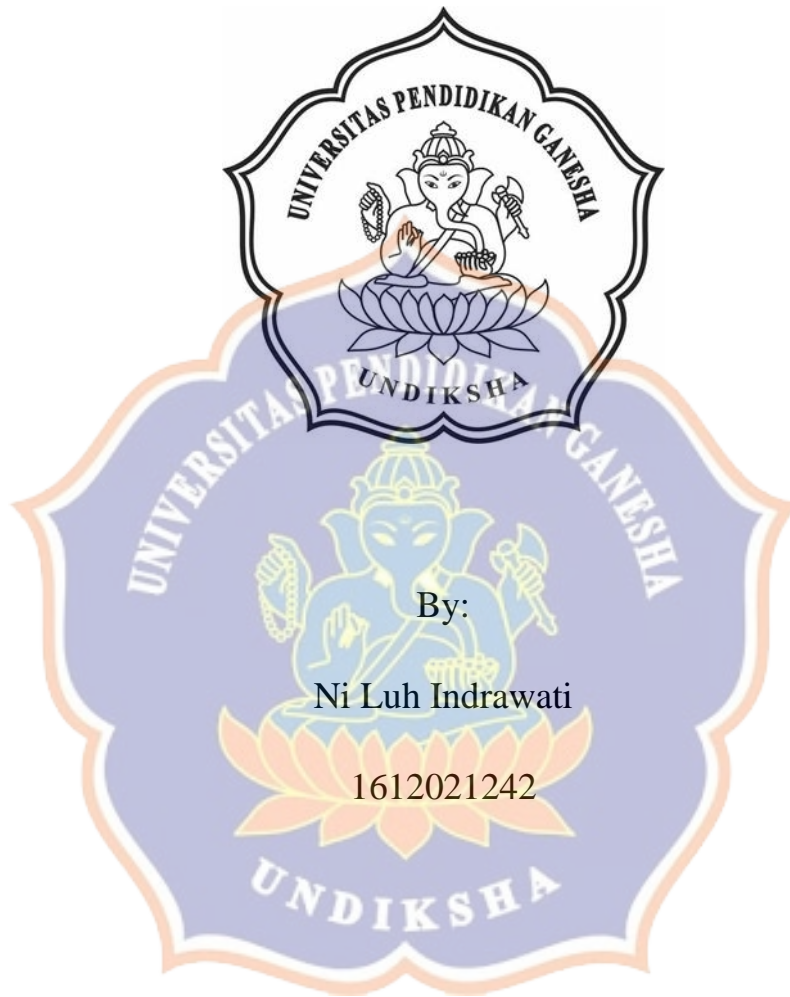 UNIVERSITAS PENDIDIKAN GANESHA
UNDIKSHA
UNIVERSITAS PENDIDIKAN GANESHA
By:
Ni Luh Indrawati
1612021242
UNDIKSHA